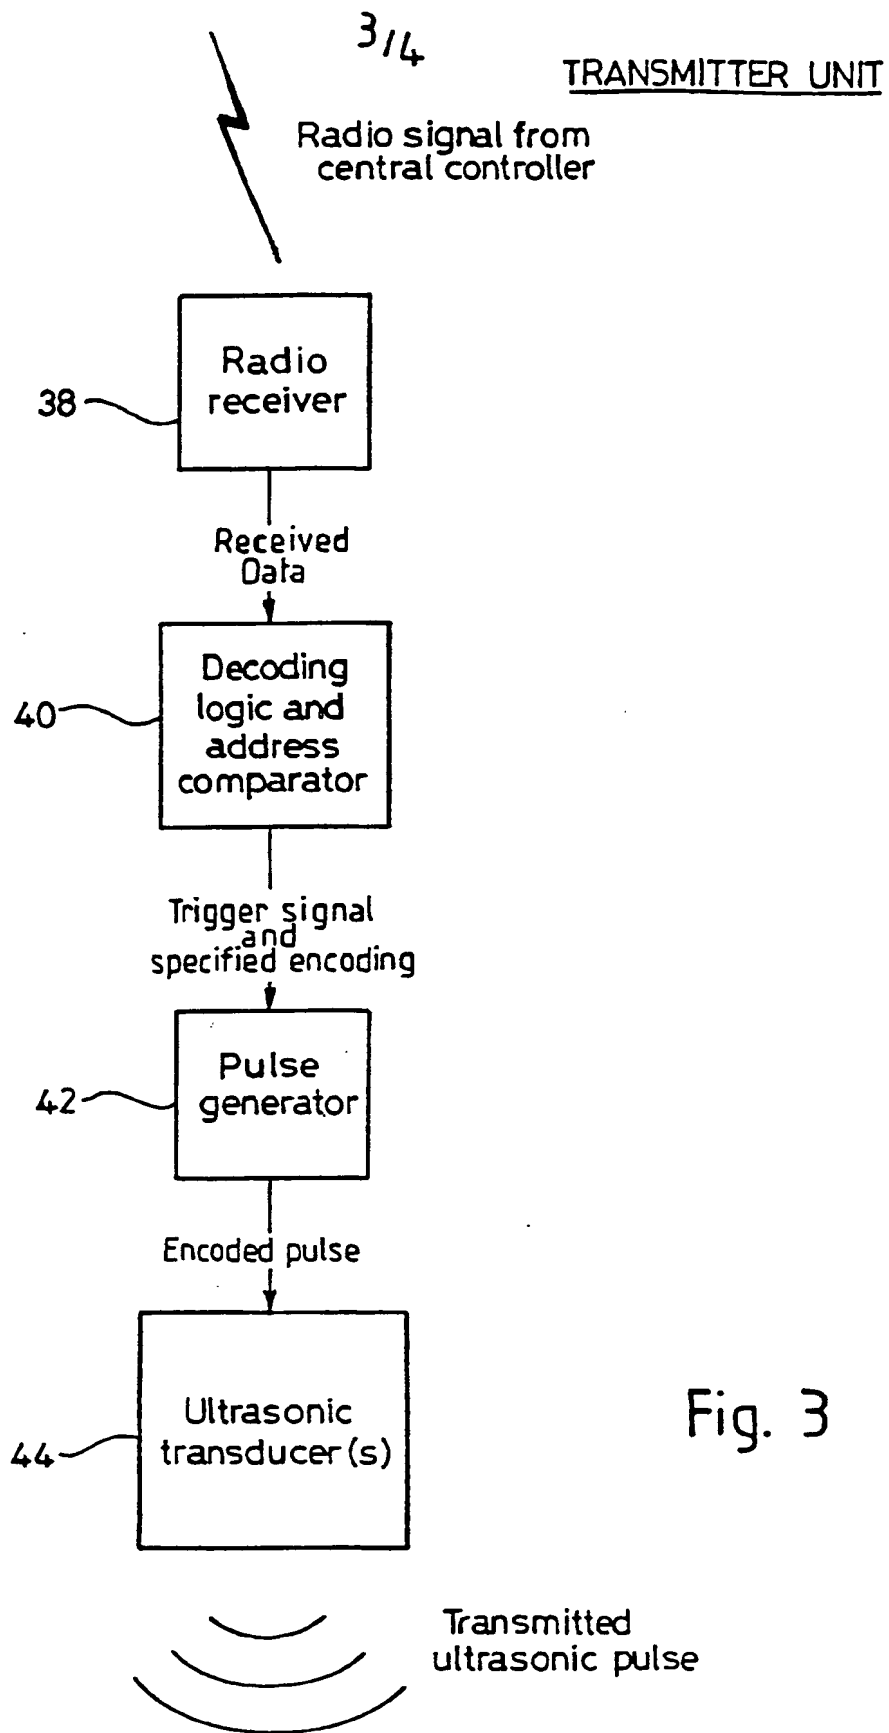 3/4
TRANSMITTER UNIT
Radio signal from
central controller
Radio
receiver
38
Received
Data
Decoding
logic and
address
comparator
40
Trigger signal
and
specified encoding
Pulse
generator
42
Encoded pulse
Ultrasonic
transducer(s)
44
Fig. 3
Transmitted
ultrasonic pulse